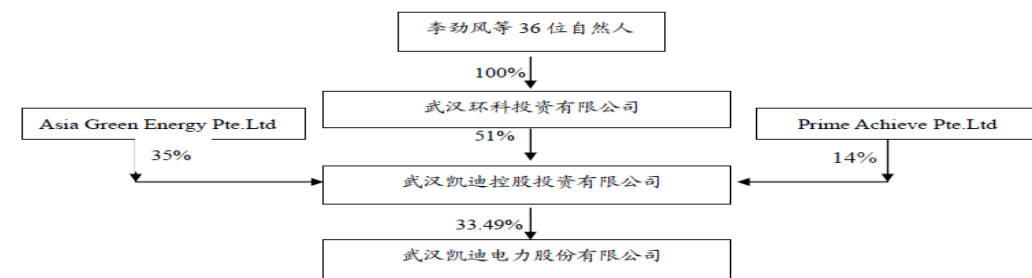 李劲风等 36 位自然人
100%
武汉环科投资有限公司
Asia Green Energy Pte.Ltd
Prime Achieve Pte.Ltd
51%
35%
14%
武汉凯迪控股投资有限公司
33.49%
武汉凯迪电力股份有限公司